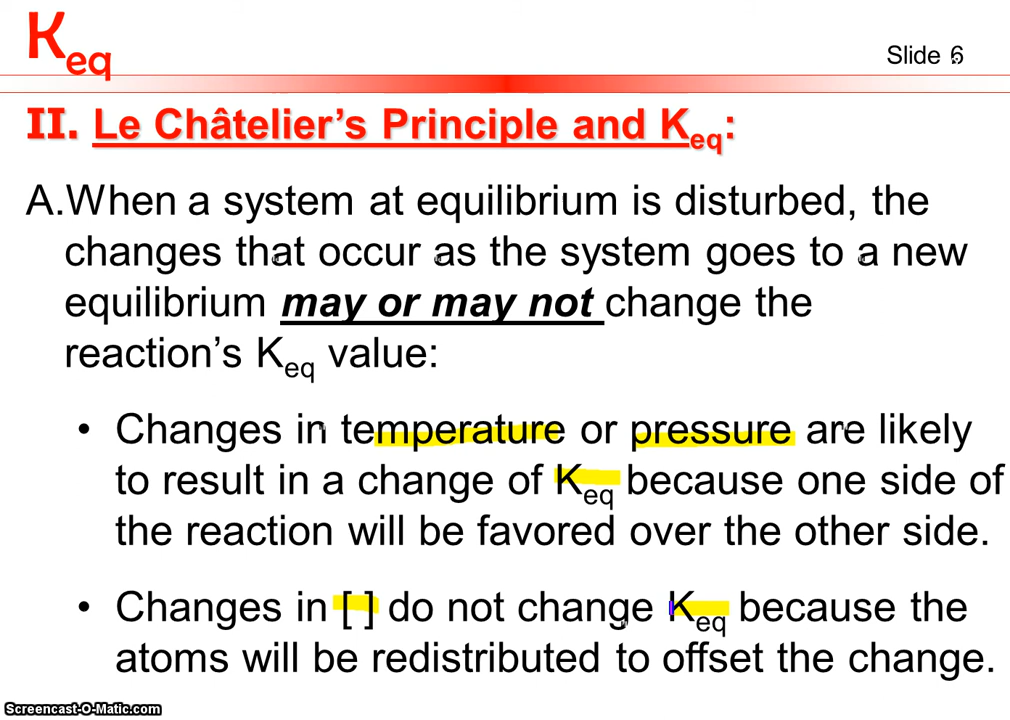 Keq
Slide 6
II. Le Châtelier's Principle and Keq:
A.When a system at equilibrium is disturbed, the
changes that occur as the system goes to a new
equilibrium may or may not change the
reaction's Keq value:
• Changes in temperature or pressure are likely
to result in a change of Keq because one side of
the reaction will be favored over the other side.
• Changes in [ ] do not change Keq because the
atoms will be redistributed to offset the change.
Screencast-O-Matic.com